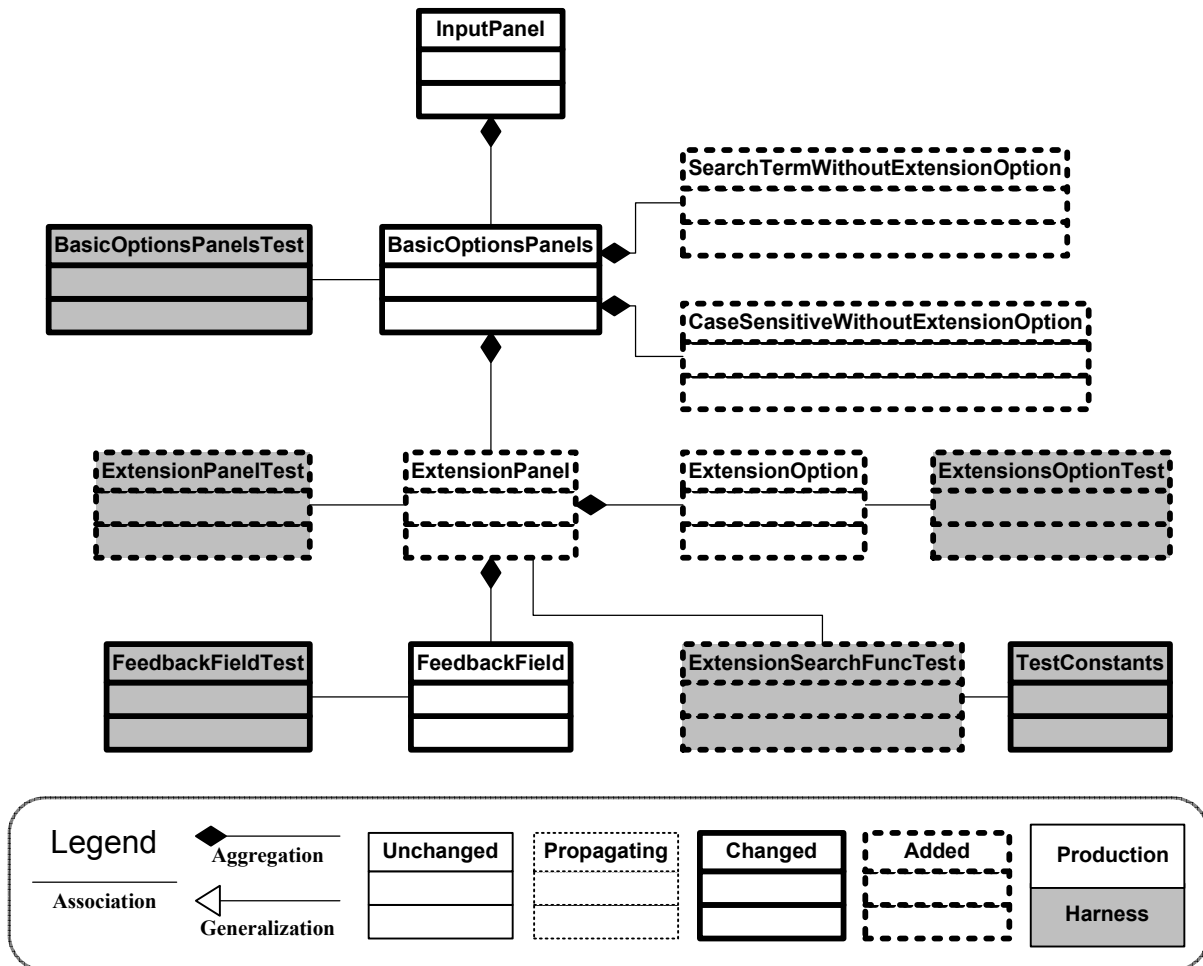 InputPanel
SearchTermWithoutExtensionOption
BasicOptionsPanelsTest
BasicOptionsPanels
CaseSensitiveWithoutExtensionOption
ExtensionPanelTest
ExtensionPanel
ExtensionOption
ExtensionsOptionTest
FeedbackFieldTest
FeedbackField
ExtensionSearchFuncTest
TestConstants
Legend
Association
Aggregation
Generalization
Unchanged
Propagating
Changed
Added
Production
Harness